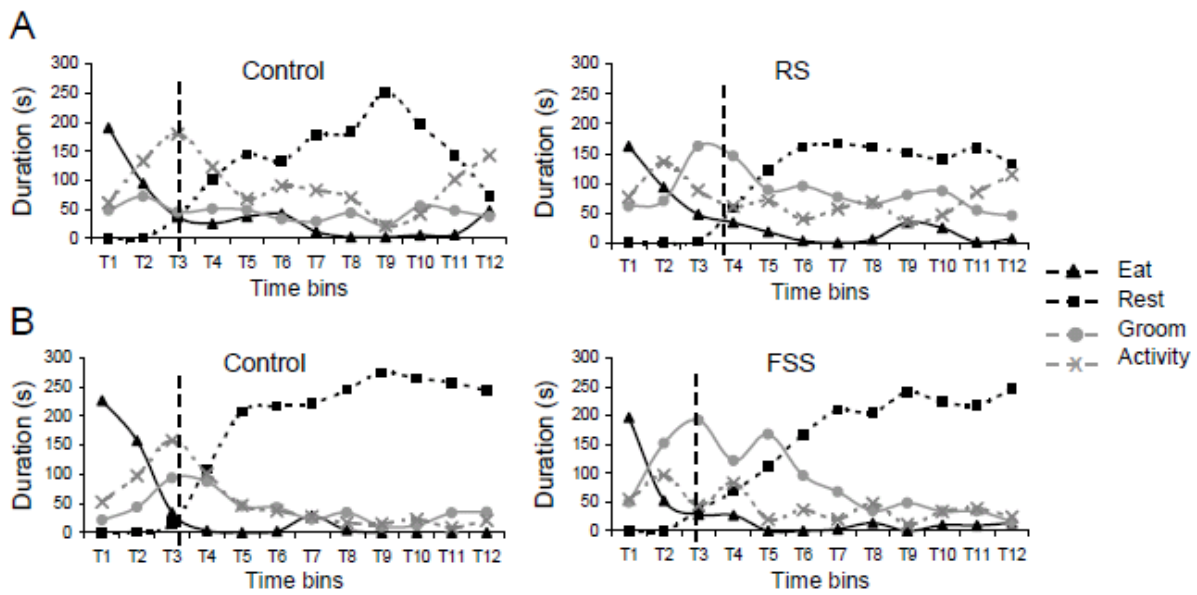 A
Control
Duration (s)
300
250
200
150
100
50
0
T1 T2 T3 T4 T5 T6 T7 T8 T9 T10 T11 T12
Time bins
RS
Duration (s)
300
250
200
150
100
50
0
T1 T2 T3 T4 T5 T6 T7 T8 T9 T10 T11 T12
Time bins
Eat
Rest
Groom
Activity
B
Control
Duration (s)
300
250
200
150
100
50
0
T1 T2 T3 T4 T5 T6 T7 T8 T9 T10 T11 T12
Time bins
FSS
Duration (s)
300
250
200
150
100
50
0
T1 T2 T3 T4 T5 T6 T7 T8 T9 T10 T11 T12
Time bins